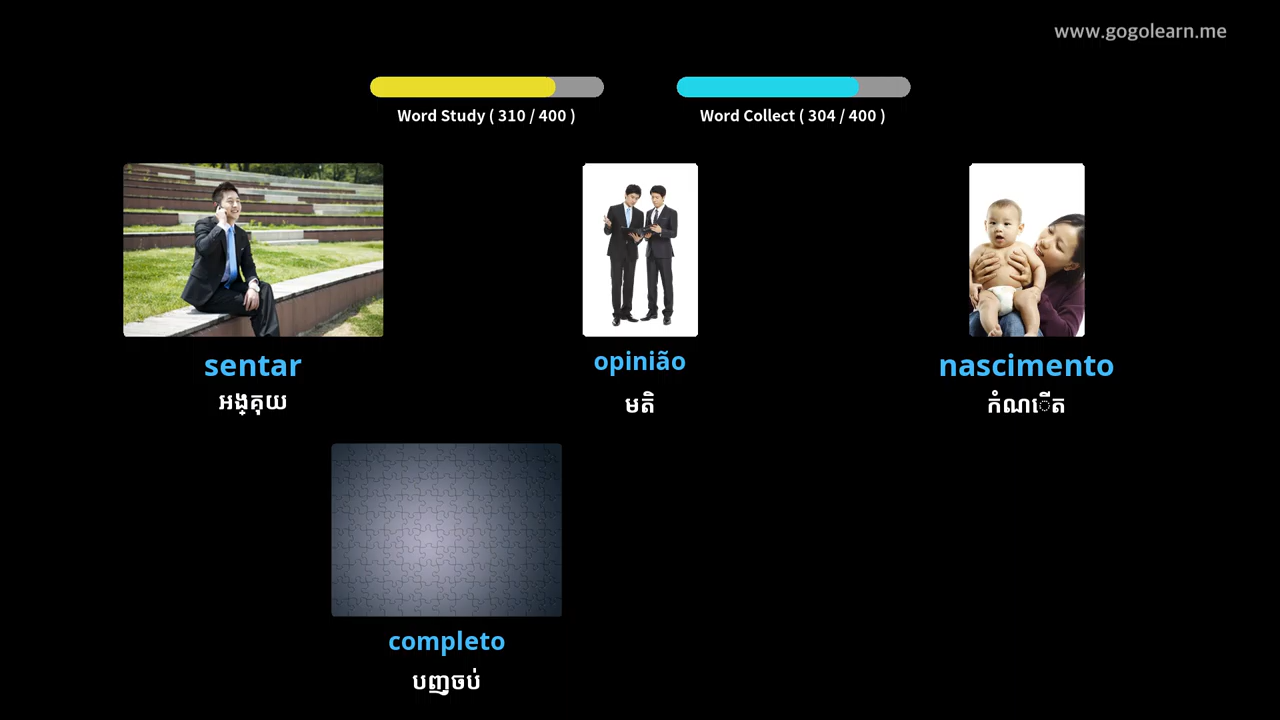 www.gogolearn.me
Word Study ( 310 / 400 )
Word Collect ( 304 / 400 )
sentar
អង្គុយ
opinião
មតិ
nascimento
កំណើត
completo
បញ្ចប់